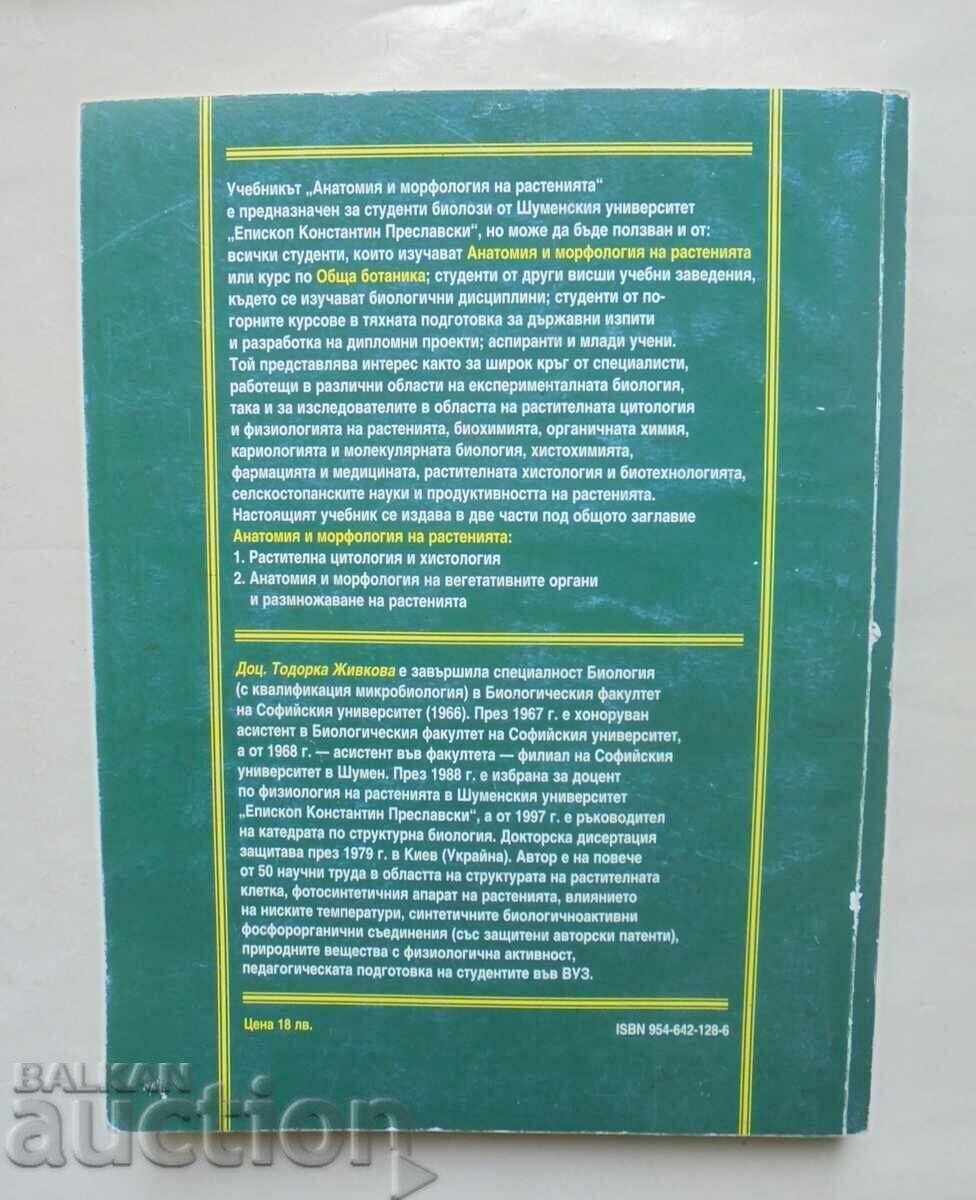 Учебникът „Анатомия и морфология на растенията“
е предназначен за студенти биолози от Шуменския университет
„Епископ Константин Преславски“, но може да бъде ползван и от:
всички студенти, които изучават Анатомия и морфология на растенията
или курс по Обща ботаника; студенти от други висши учебни заведения,
където се изучават биологични дисциплини; студенти от по-
горните курсове в тяхната подготовка за държавни изпити
и разработка на дипломни проекти; аспиранти и млади учени.
Той представлява интерес както за широк кръг от специалисти,
работещи в различни области на експерименталната биология,
така и за изследователите в областта на растителната цитология
и физиологията на растенията, биохимията, органичната химия,
кариологията и молекулярната биология, хистохимията,
фармацията и медицината, растителната хистология и биотехнологията,
селскостопанските науки и продуктивността на растенията.
Настоящият учебник се издава в две части под общото заглавие
Анатомия и морфология на растенията:
1. Растителна цитология и хистология
2. Анатомия и морфология на вегетативните органи
и размножаване на растенията
Доц. Тодорка Живкова е завършила специалност Биология
(с квалификация микробиология) в Биологическия факултет
на Софийския университет (1966). През 1967 г. е хоноруван
асистент в Биологическия факултет на Софийския университет,
а от 1968 г. — асистент във факултета — филиал на Софийския
университет в Шумен. През 1988 г. е избрана за доцент
по физиология на растенията в Шуменския университет
„Епископ Константин Преславски“, а от 1997 г. е ръководител
на катедрата по структурна биология. Докторска дисертация
защитава през 1979 г. в Киев (Украйна). Автор е на повече
от 50 научни труда в областта на структурата на растителната
клетка, фотосинтетичния апарат на растенията, влиянието
на ниските температури, синтетичните биологичноактивни
фосфорорганични съединения (със защитени авторски патенти),
природните вещества с физиологична активност,
педагогическата подготовка на студентите във ВУЗ.
Цена 18 лв.
ISBN 954-642-128-6
BALKAN
auction